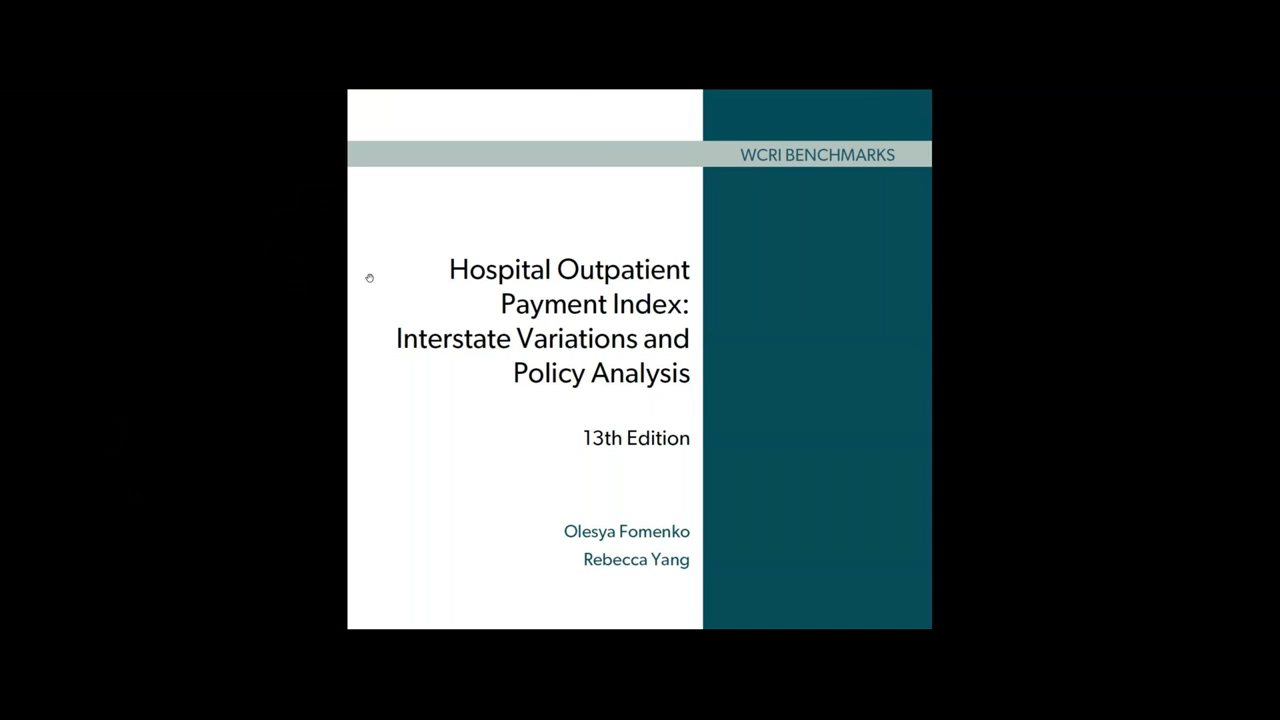 WCRI BENCHMARKS
Hospital Outpatient
Payment Index:
Interstate Variations and
Policy Analysis
13th Edition
Olesya Fomenko
Rebecca Yang